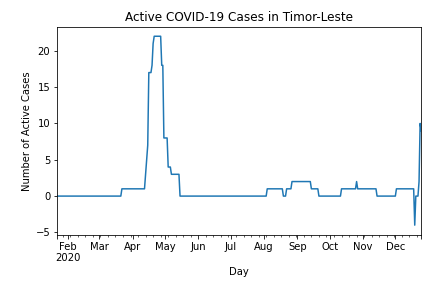 Active COVID-19 Cases in Timor-Leste
Number of Active Cases
20
15
10
5
0
−5
Feb Mar Apr May Jun Jul Aug Sep Oct Nov Dec
2020
Day